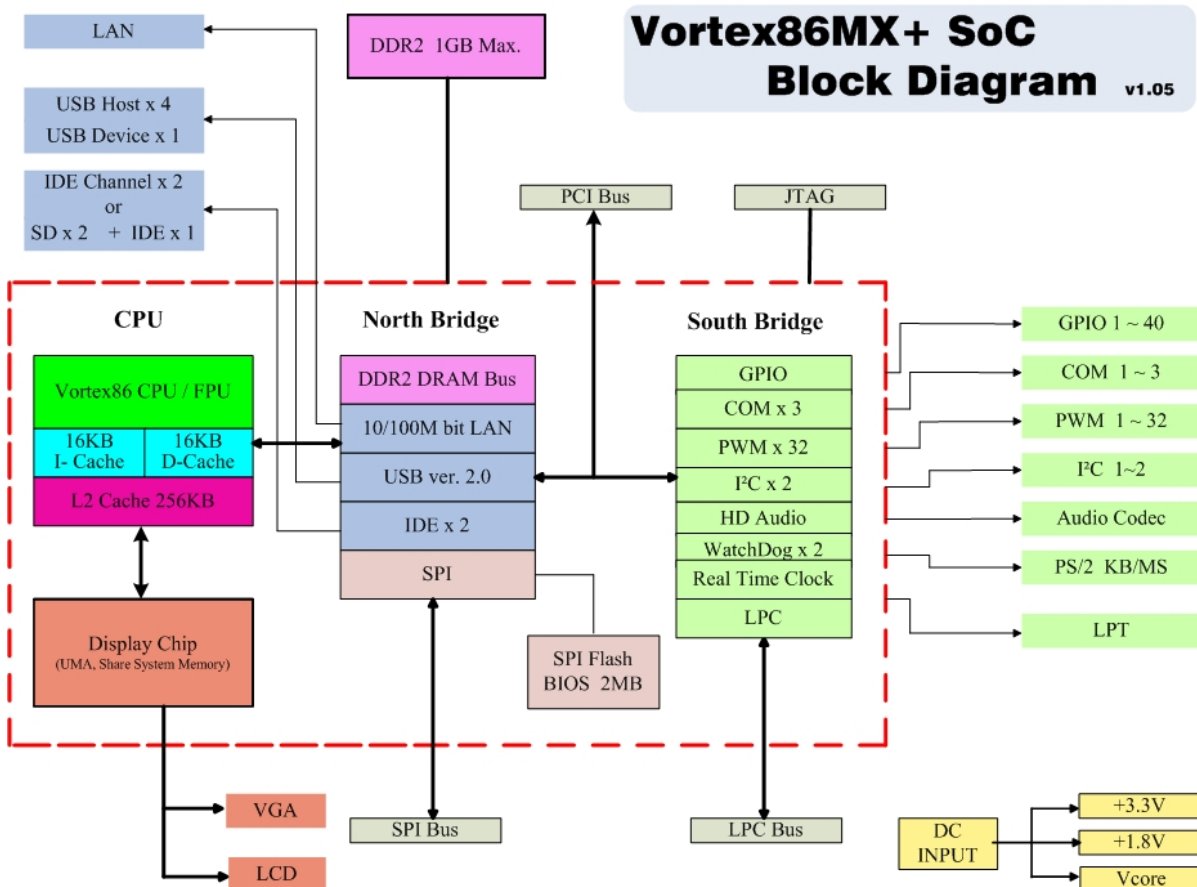 Vortex86MX+ SoC
Block Diagram v1.05
LAN
DDR2 1GB Max.
USB Host x 4
USB Device x 1
IDE Channel x 2
or
SD x 2 + IDE x 1
PCI Bus
JTAG
CPU
North Bridge
South Bridge
Vortex86 CPU / FPU
16KB
I- Cache
16KB
D-Cache
L2 Cache 256KB
Display Chip
(UMA, Share System Memory)
DDR2 DRAM Bus
10/100M bit LAN
USB ver. 2.0
IDE x 2
SPI
SPI Flash
BIOS 2MB
GPIO
COM x 3
PWM x 32
I²C x 2
HD Audio
WatchDog x 2
Real Time Clock
LPC
GPIO 1 ~ 40
COM 1 ~ 3
PWM 1 ~ 32
I²C 1~2
Audio Codec
PS/2 KB/MS
LPT
VGA
LCD
SPI Bus
LPC Bus
DC
INPUT
+3.3V
+1.8V
Vcore